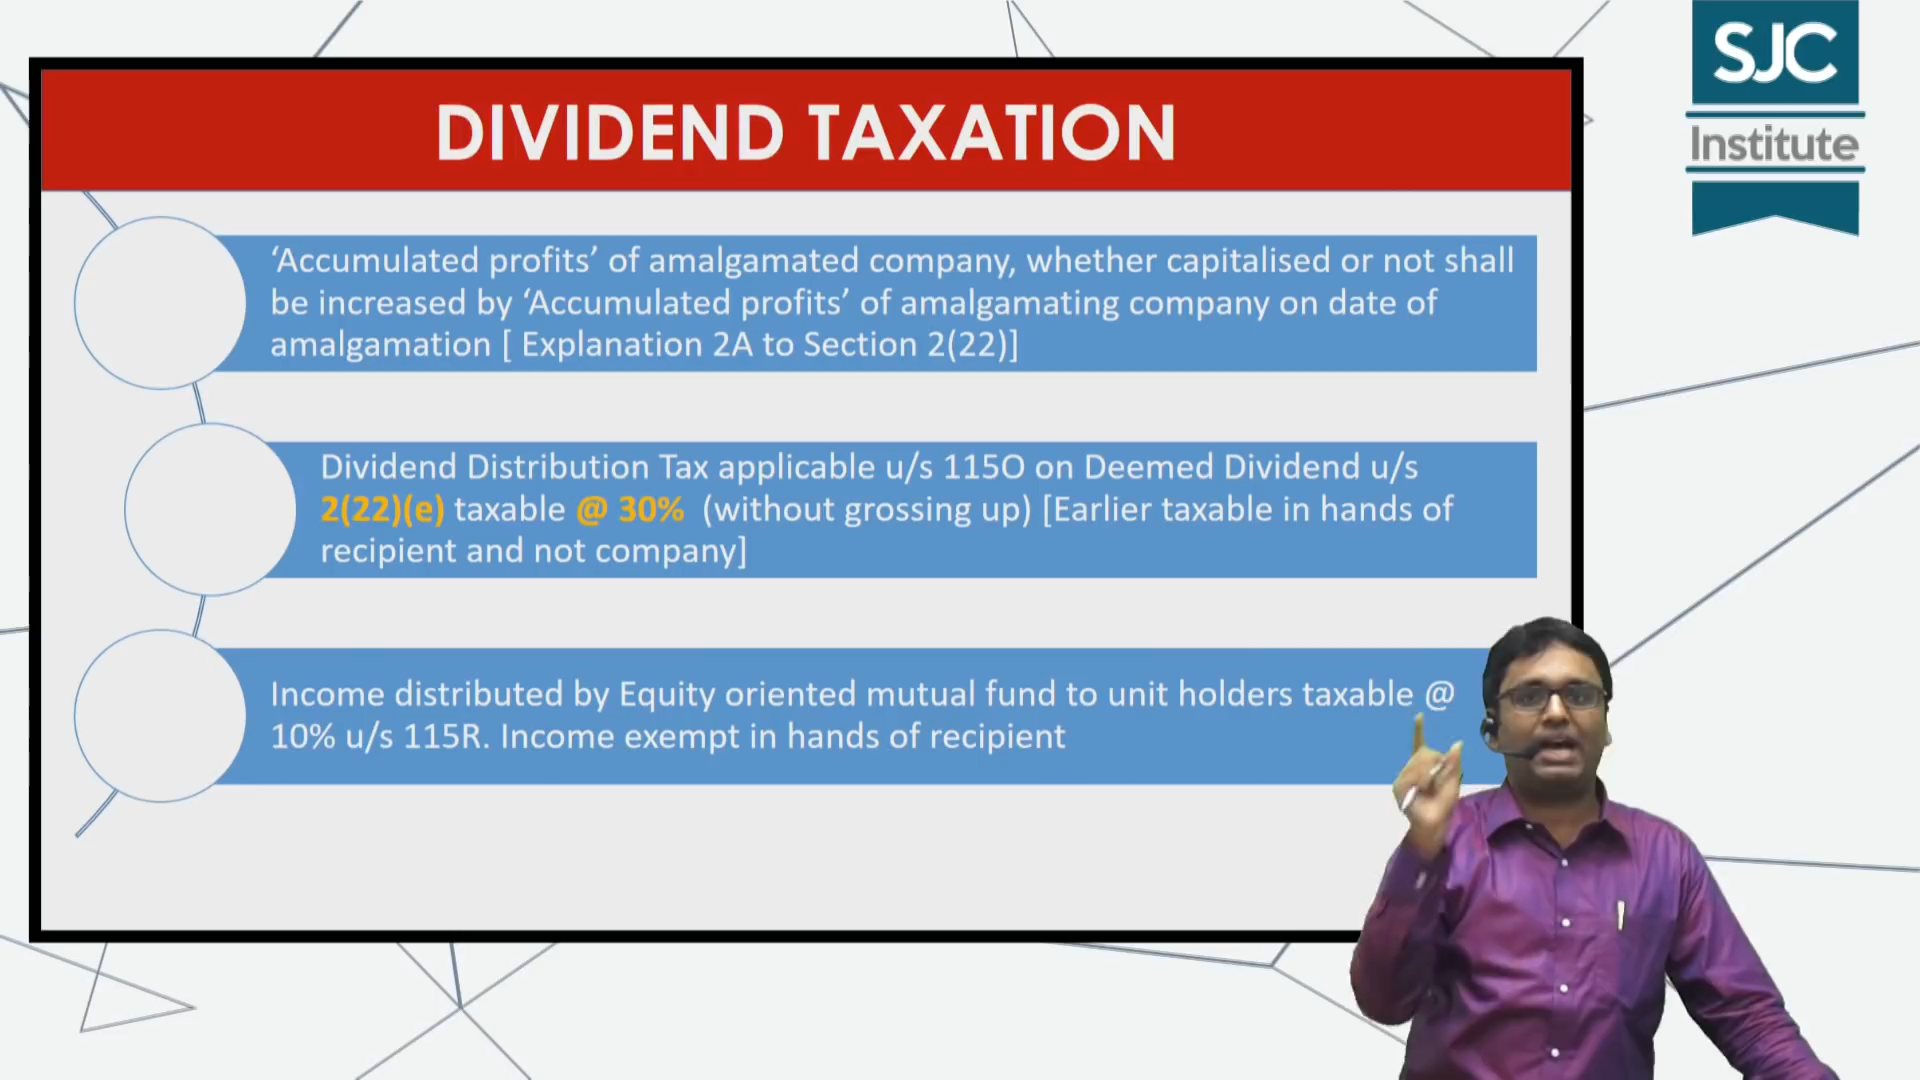 SJC
Institute
DIVIDEND TAXATION
‘Accumulated profits’ of amalgamated company, whether capitalised or not shall
be increased by ‘Accumulated profits’ of amalgamating company on date of
amalgamation [ Explanation 2A to Section 2(22)]
Dividend Distribution Tax applicable u/s 115O on Deemed Dividend u/s
2(22)(e) taxable @ 30% (without grossing up) [Earlier taxable in hands of
recipient and not company]
Income distributed by Equity oriented mutual fund to unit holders taxable @
10% u/s 115R. Income exempt in hands of recipient